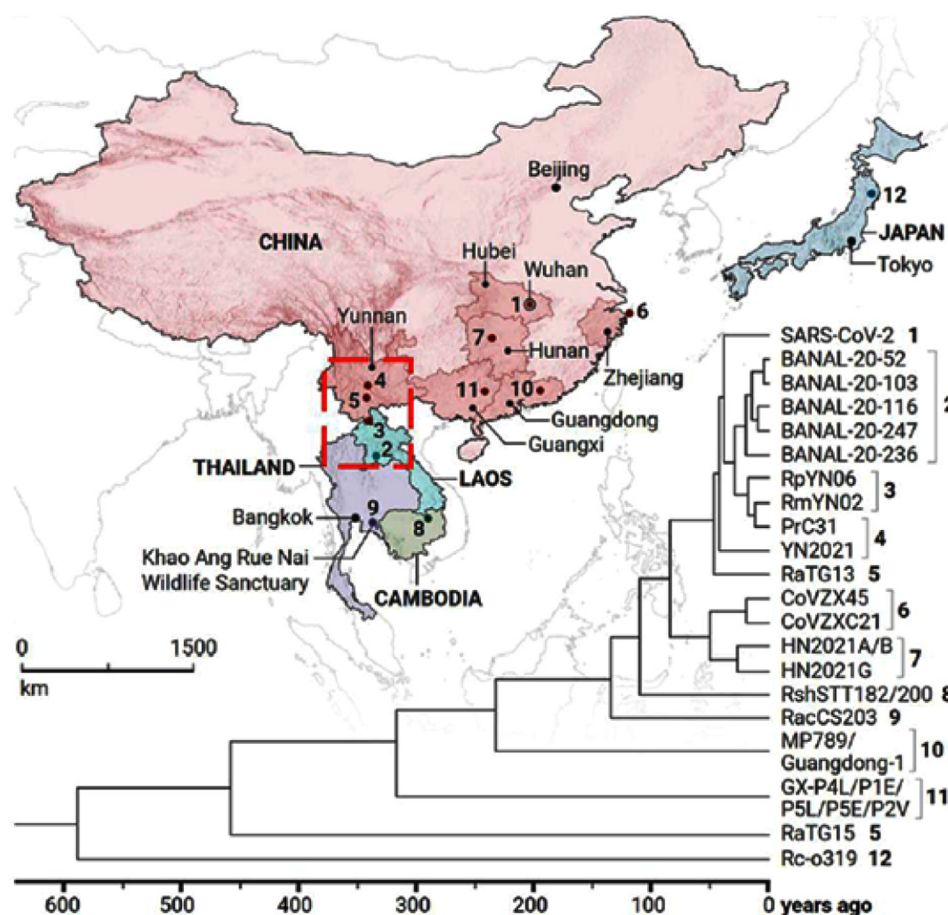 Beijing
12
CHINA
JAPAN
Hubei
Wuhan
Tokyo
1
6
Yunnan
7
Hunan
SARS-CoV-2 1
4
Zhejiang
BANAL-20-52
5
11
10
BANAL-20-103
2
Guangdong
BANAL-20-116
3
Guangxi
BANAL-20-247
2
BANAL-20-236
THAILAND
LAOS
RpYN06
3
RmYN02
Bangkok
9
8
PrC31
4
YN2021
Khao Ang Rue Nai
Wildlife Sanctuary
CAMBODIA
RaTG13 5
CoVZX45
6
CoVZXC21
0 1500
km
HN2021A/B
7
HN2021G
RshSTT182/200 8
RacCS203 9
MP789/
Guangdong-1
10
GX-P4L/P1E/
P5L/P5E/P2V
11
RaTG15 5
Rc-o319 12
600 500 400 300 200 100 0 years ago